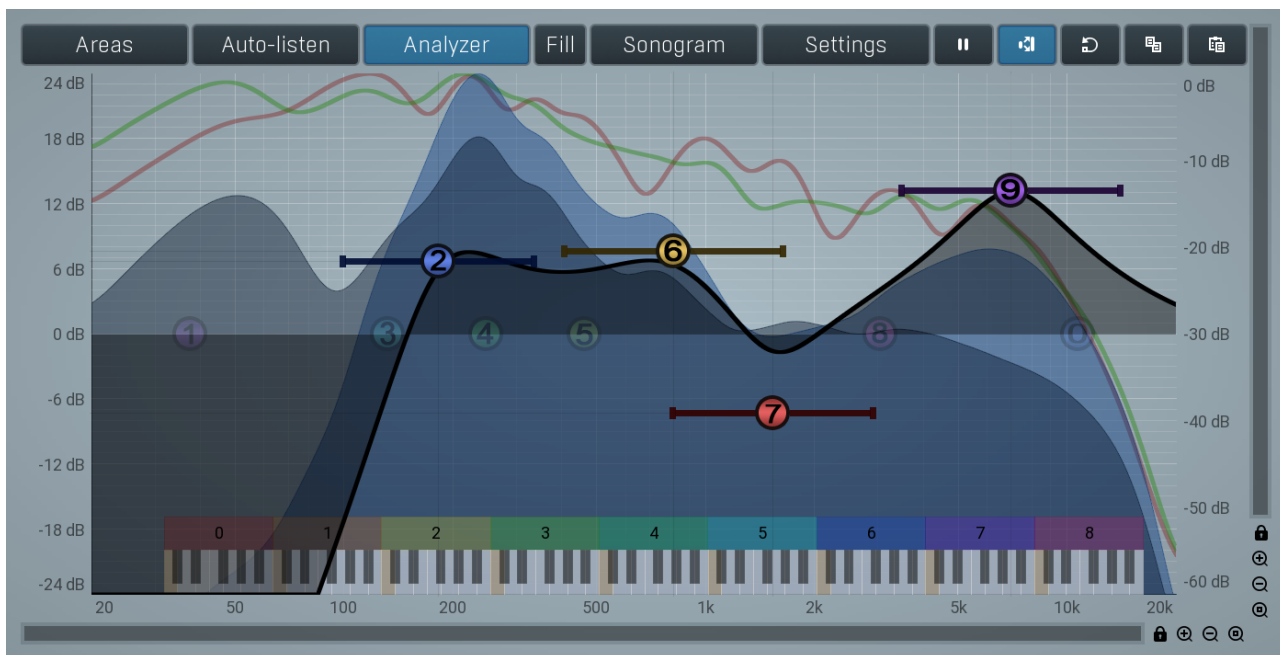 Areas Auto-listen Analyzer Fill Sonogram Settings
24 dB 0 dB
18 dB
-10 dB
9
12 dB
6
2
-20 dB
6 dB
1 3 4 5 8 0
0 dB -30 dB
-6 dB
7
-40 dB
-12 dB
-50 dB
-18 dB
0 1 2 3 4 5 6 7 8
-24 dB -60 dB
20 50 100 200 500 1k 2k 5k 10k 20k